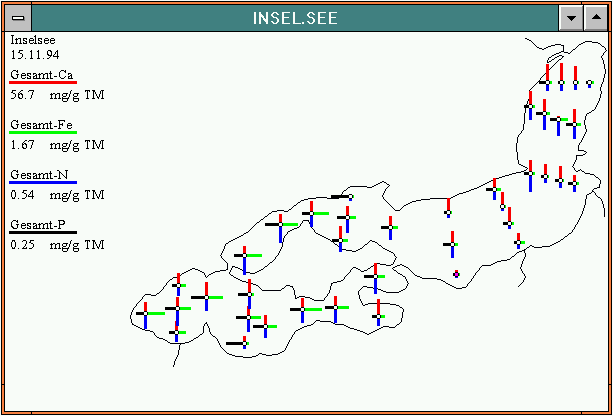 INSEL.SEE
Inselsee
15.11.94
Gesamt-Ca
56.7 mg/g TM
Gesamt-Fe
1.67 mg/g TM
Gesamt-N
0.54 mg/g TM
Gesamt-P
0.25 mg/g TM